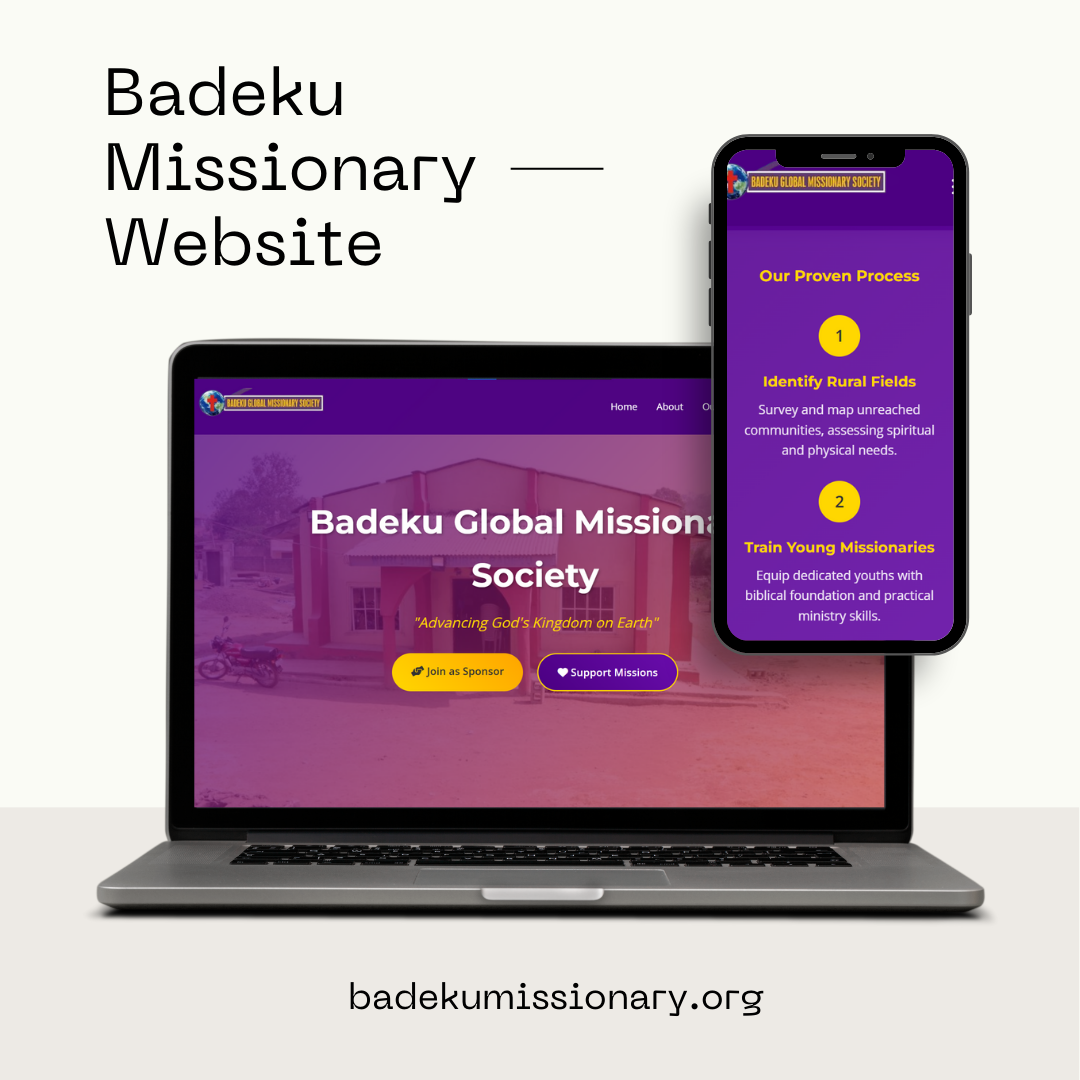 Badeku
Missionary
Website
BADEKU GLOBAL MISSIONARY SOCIETY
Our Proven Process
1
Identify Rural Fields
Survey and map unreached
communities, assessing spiritual
and physical needs.
2
Train Young Missionaries
Equip dedicated youths with
biblical foundation and practical
ministry skills.
BADEKU GLOBAL MISSIONARY SOCIETY
Home About
Badeku Global Missiona
Society
"Advancing God's Kingdom on Earth"
Join as Sponsor Support Missions
badekumissionary.org